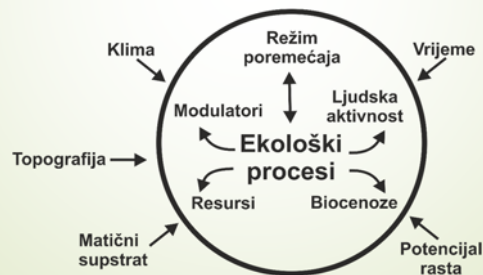 Klima
Režim
poremećaja
Vrijeme
Modulatori
Ljudska
aktivnost
Topografija
Ekološki
procesi
Resursi
Biocenoze
Matični
supstrat
Potencijal
rasta